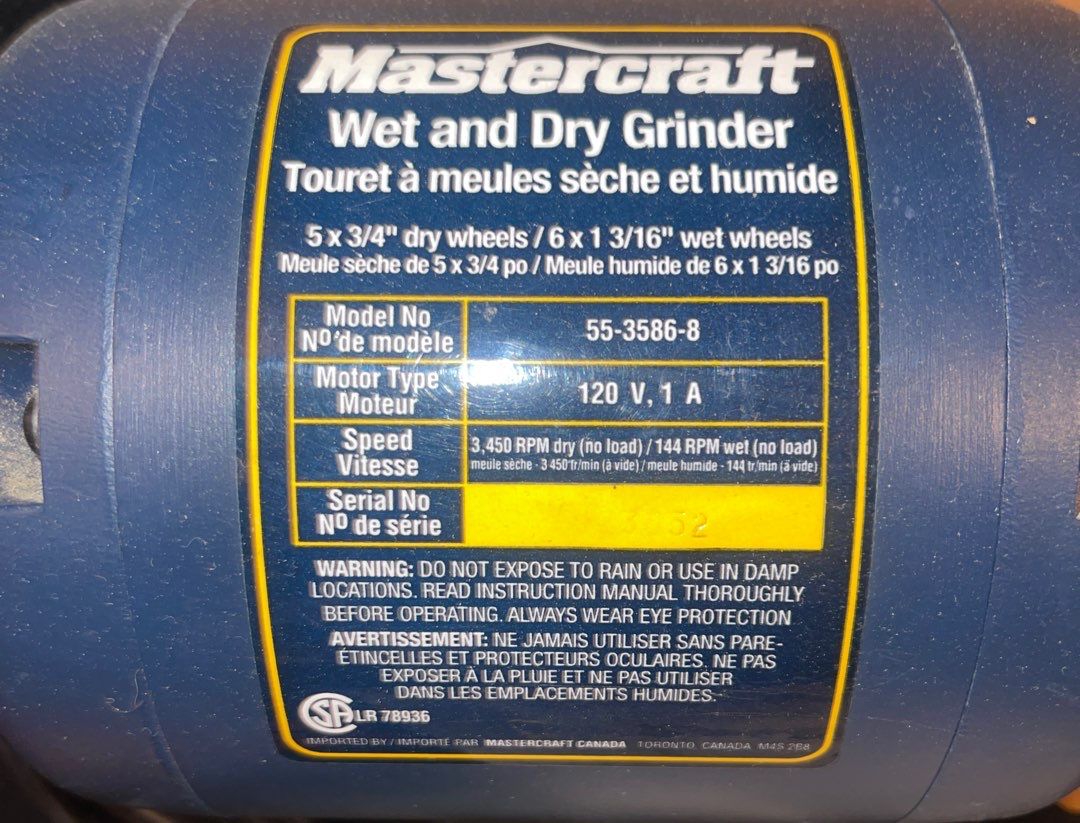 Mastercraft
Wet and Dry Grinder
Touret à meules sèche et humide
5 x 3/4" dry wheels / 6 x 1 3/16" wet wheels
Meule sèche de 5 x 3/4 po / Meule humide de 6 x 1 3/16 po
Model No
Nº de modèle
55-3586-8
Motor Type
Moteur
120 V, 1 A
Speed
Vitesse
3,450 RPM dry (no load) / 144 RPM wet (no load)
meule sèche - 3 450 tr/min (à vide) / meule humide - 144 tr/min (à vide)
Serial No
Nº de série
WARNING: DO NOT EXPOSE TO RAIN OR USE IN DAMP
LOCATIONS. READ INSTRUCTION MANUAL THOROUGHLY
BEFORE OPERATING. ALWAYS WEAR EYE PROTECTION
AVERTISSEMENT: NE JAMAIS UTILISER SANS PARE-
ÉTINCELLES ET PROTECTEURS OCULAIRES. NE PAS
EXPOSER À LA PLUIE ET NE PAS UTILISER
DANS LES EMPLACEMENTS HUMIDES.
SA LR 78936
IMPORTED BY / IMPORTÉ PAR MASTERCRAFT CANADA TORONTO, CANADA M4S 2B8